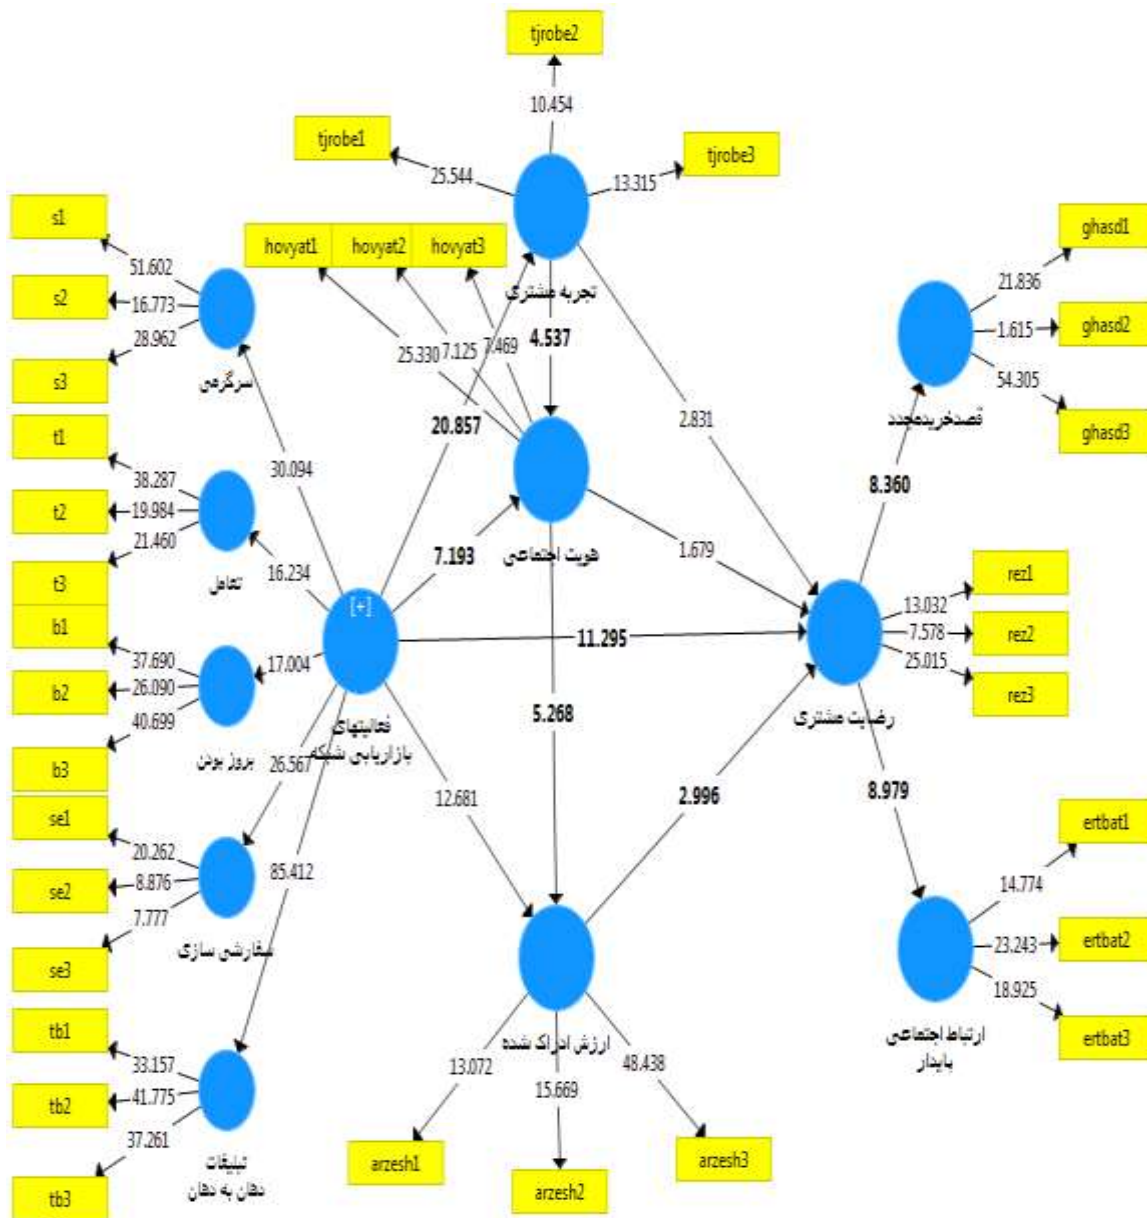 tjrobe2
10.454
tjrobe1
25.544
tjrobe3
13.315
تجربه مشتری
s1
51.602
s2
16.773
s3
28.962
سرگرمی
hovyat1
hovyat2
hovyat3
25.330
7.125
7.469
4.537
20.857
2.831
ghasd1
21.836
ghasd2
1.615
ghasd3
54.305
قصدخریدمجدد
t1
38.287
t2
19.984
t3
21.460
تعامل
30.094
16.234
7.193
هویت اجتماعی
1.679
8.360
[+]
فعالیتهای
بازاریابی شبکه
11.295
rez1
13.032
rez2
7.578
rez3
25.015
رضایت مشتری
b1
37.690
b2
26.090
b3
40.699
بروز بودن
17.004
26.567
12.681
5.268
2.996
8.979
se1
20.262
se2
8.876
se3
7.777
سفارشی سازی
85.412
ertbat1
14.774
ertbat2
23.243
ertbat3
18.925
ارتباط اجتماعی
پایدار
tb1
33.157
tb2
41.775
tb3
37.261
تبلیغات
دهان به دهان
ارزش ادراک شده
13.072
15.669
48.438
arzesh1
arzesh2
arzesh3